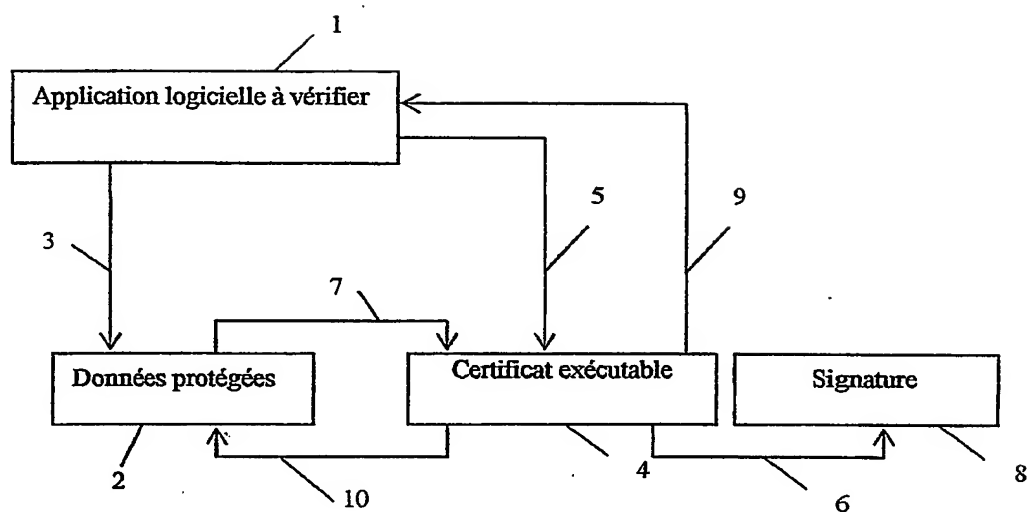 1
Application logicielle à vérifier
3
5
9
7
Données protégées
Certificat exécutable
Signature
2
10
4
6
8